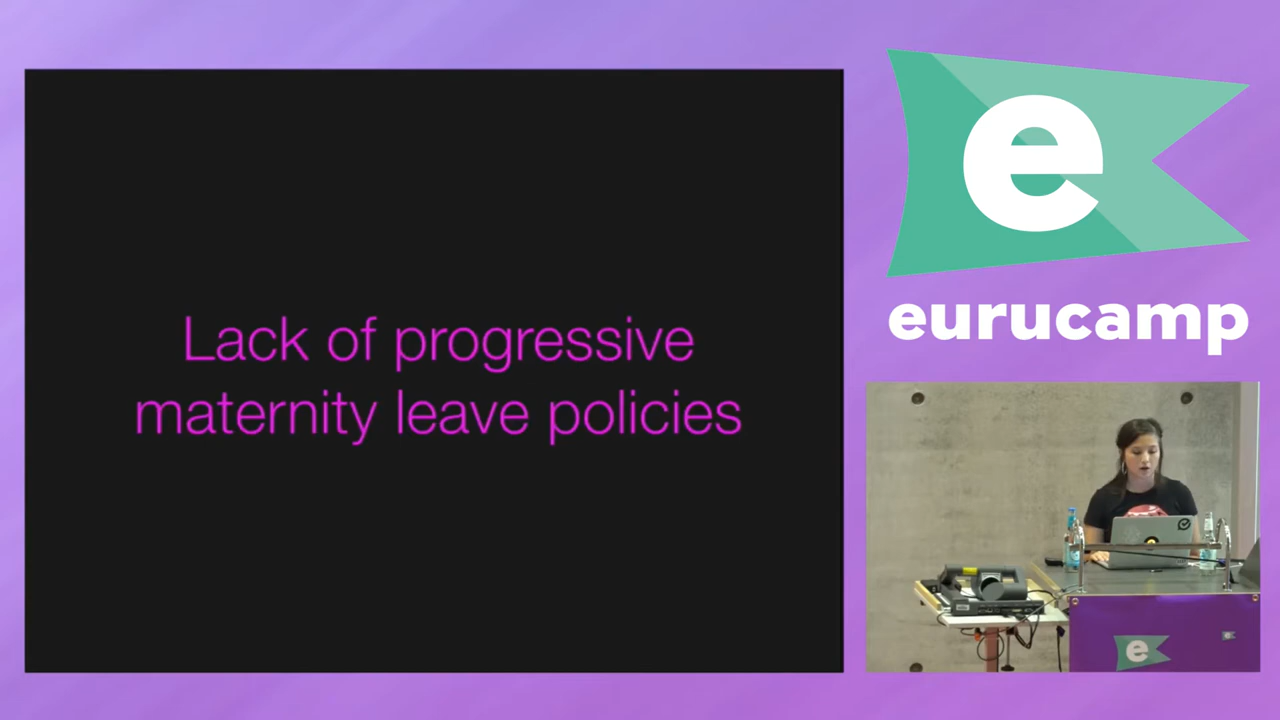 Lack of progressive
maternity leave policies
e
eurucamp
e
e